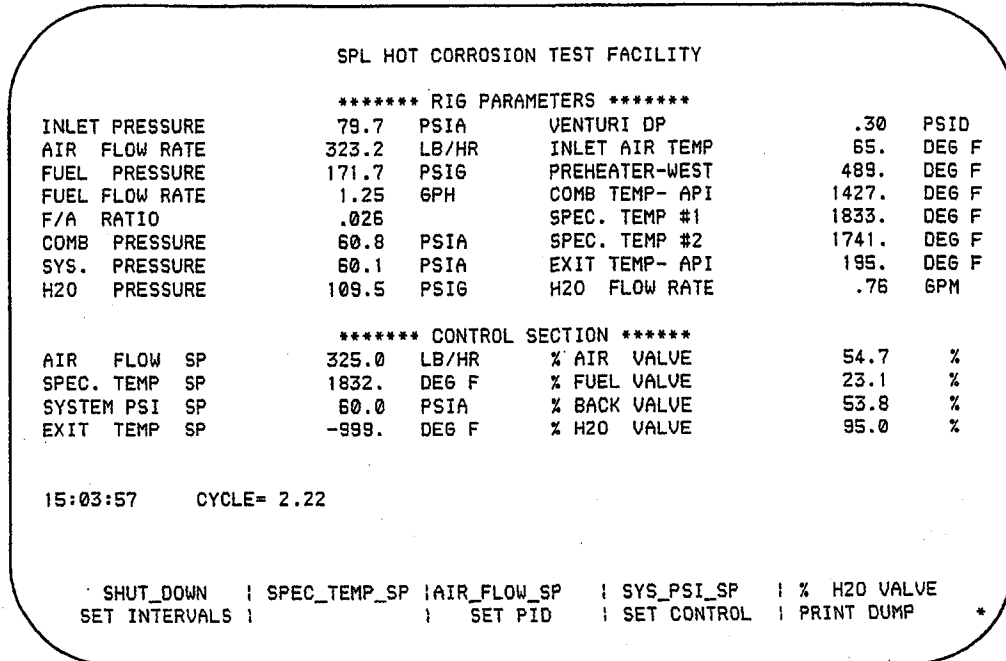 SPL HOT CORROSION TEST FACILITY
******* RIG PARAMETERS *******
INLET PRESSURE 79.7 PSIA VENTURI DP .30 PSID
AIR FLOW RATE 323.2 LB/HR INLET AIR TEMP 65. DEG F
FUEL PRESSURE 171.7 PSIG PREHEATER-WEST 489. DEG F
FUEL FLOW RATE 1.25 GPH COMB TEMP- API 1427. DEG F
F/A RATIO .026 SPEC. TEMP #1 1833. DEG F
COMB PRESSURE 60.8 PSIA SPEC. TEMP #2 1741. DEG F
SYS. PRESSURE 60.1 PSIA EXIT TEMP- API 195. DEG F
H2O PRESSURE 109.5 PSIG H2O FLOW RATE .76 GPM
******* CONTROL SECTION ******
AIR FLOW SP 325.0 LB/HR % AIR VALVE 54.7 %
SPEC. TEMP SP 1832. DEG F % FUEL VALVE 23.1 %
SYSTEM PSI SP 60.0 PSIA % BACK VALVE 53.8 %
EXIT TEMP SP -999. DEG F % H2O VALVE 95.0 %
15:03:57 CYCLE= 2.22
SHUT_DOWN | SPEC_TEMP_SP |AIR_FLOW_SP | SYS_PSI_SP | % H2O VALVE
SET INTERVALS | | SET PID | SET CONTROL | PRINT DUMP *